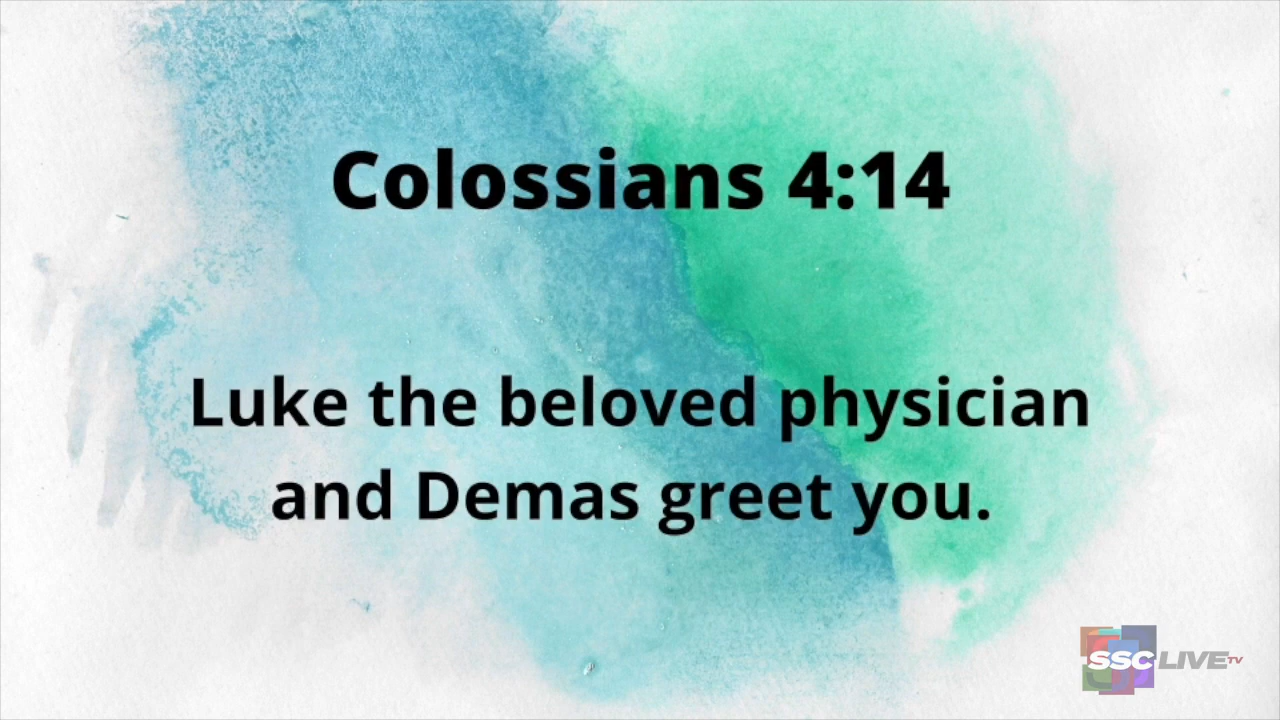 Colossians 4:14
Luke the beloved physician
and Demas greet you.
SSC LIVE TV